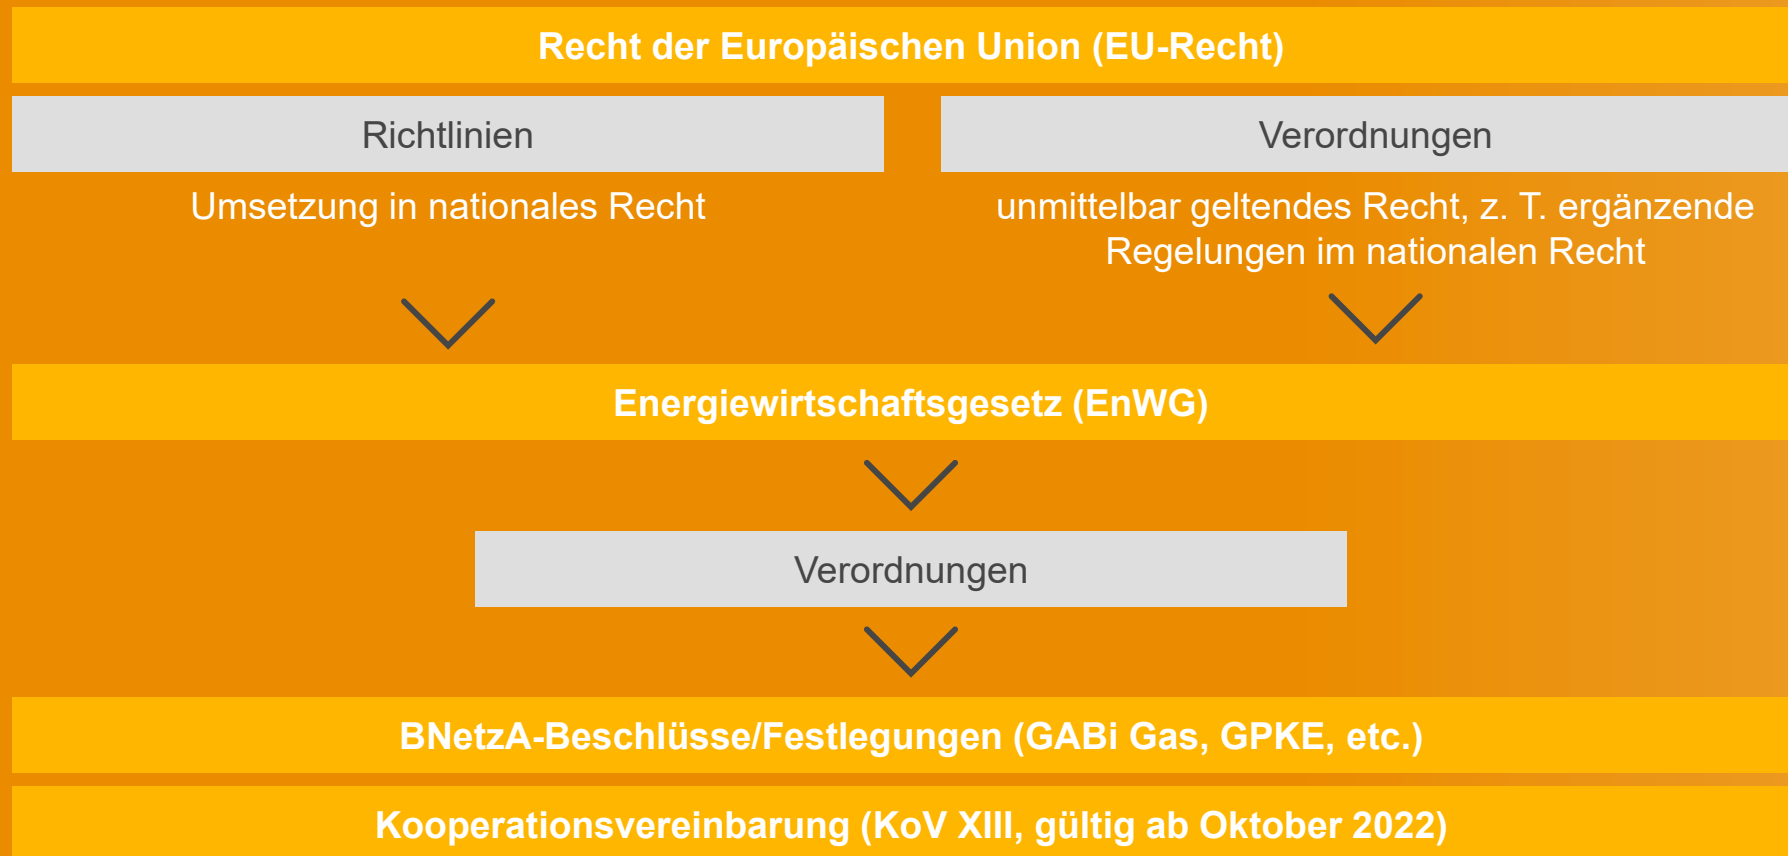 Recht der Europäischen Union (EU-Recht)
Richtlinien
Verordnungen
Umsetzung in nationales Recht
unmittelbar geltendes Recht, z. T. ergänzende
Regelungen im nationalen Recht
Energiewirtschaftsgesetz (EnWG)
Verordnungen
BNetzA-Beschlüsse/Festlegungen (GABi Gas, GPKE, etc.)
Kooperationsvereinbarung (KoV XIII, gültig ab Oktober 2022)